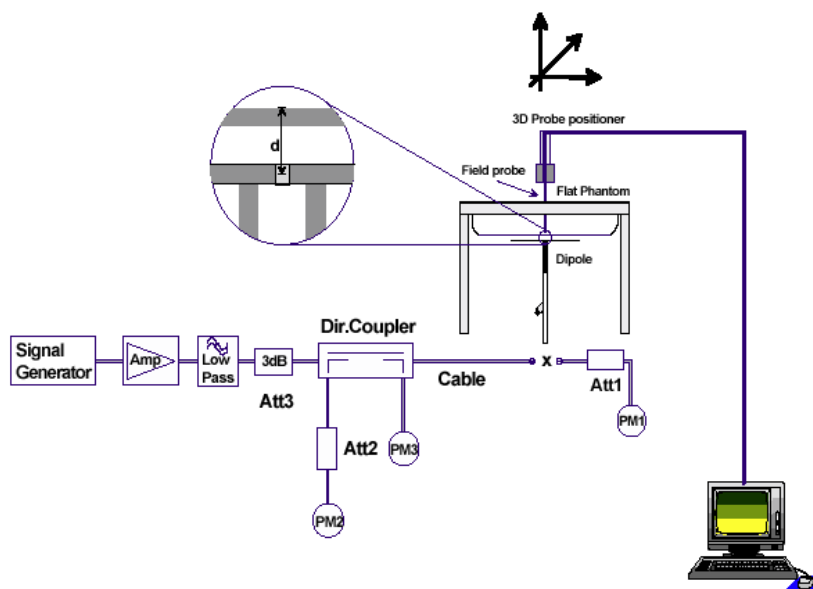 3D Probe positioner
d
Field probe
Flat Phantom
Dipole
Dir.Coupler
Signal
Generator
Amp
Low
Pass
3dB
Att3
Cable
x
Att1
PM1
Att2
PM3
PM2